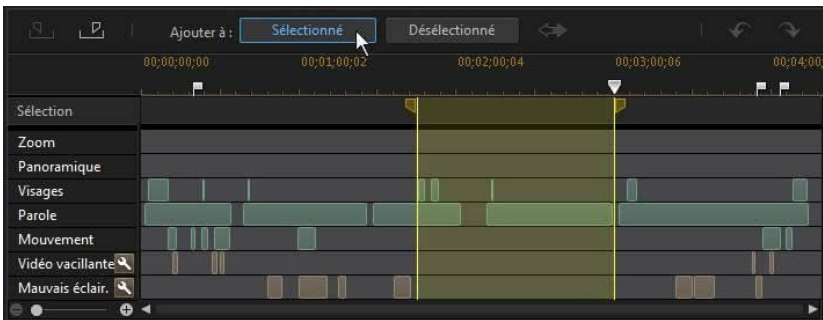 Ajouter à : Sélectionné Désélectionné
00;00;00;00 00;01;00;02 00;02;00;04 00;03;00;06 00;04;00;
Sélection
Zoom
Panoramique
Visages
Parole
Mouvement
Vidéo vacillante
Mauvais éclair.